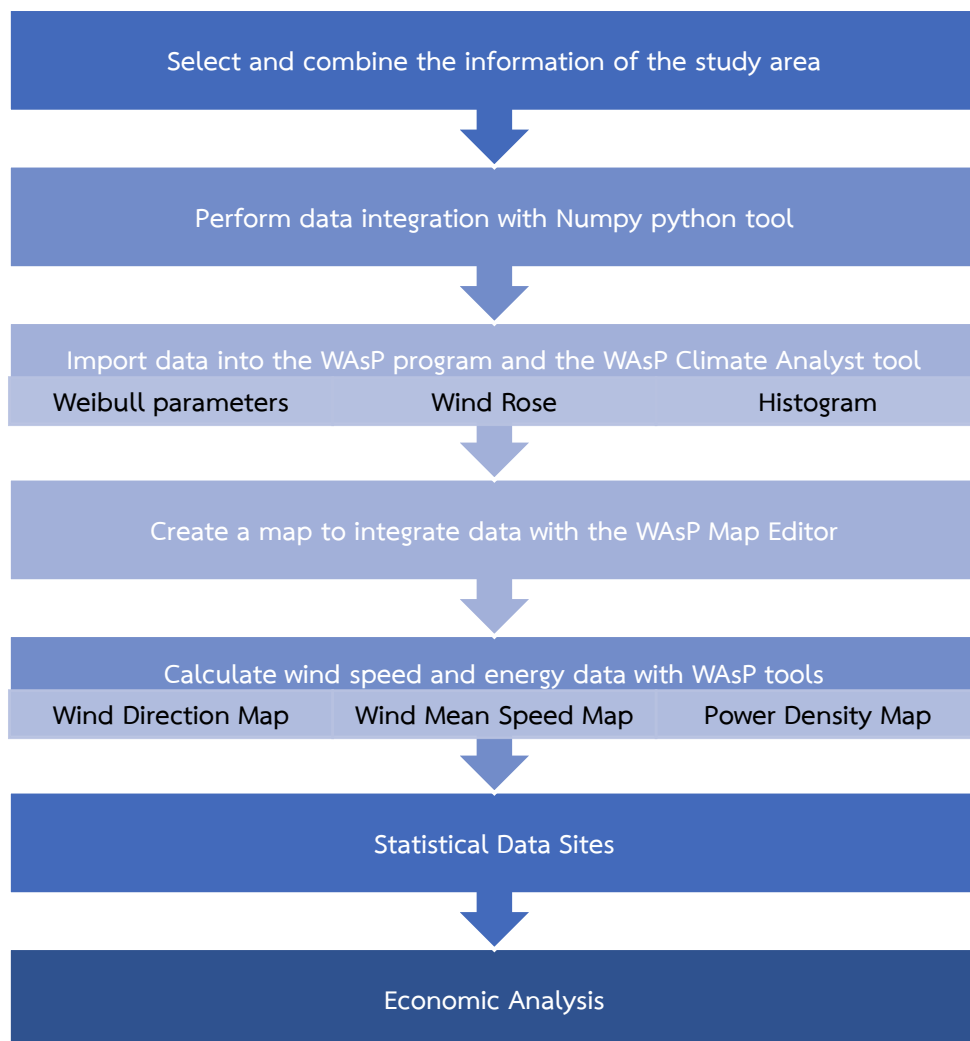 Select and combine the information of the study area
Perform data integration with Numpy python tool
Import data into the WAsP program and the WAsP Climate Analyst tool
Weibull parameters Wind Rose Histogram
Create a map to integrate data with the WAsP Map Editor
Calculate wind speed and energy data with WAsP tools
Wind Direction Map Wind Mean Speed Map Power Density Map
Statistical Data Sites
Economic Analysis